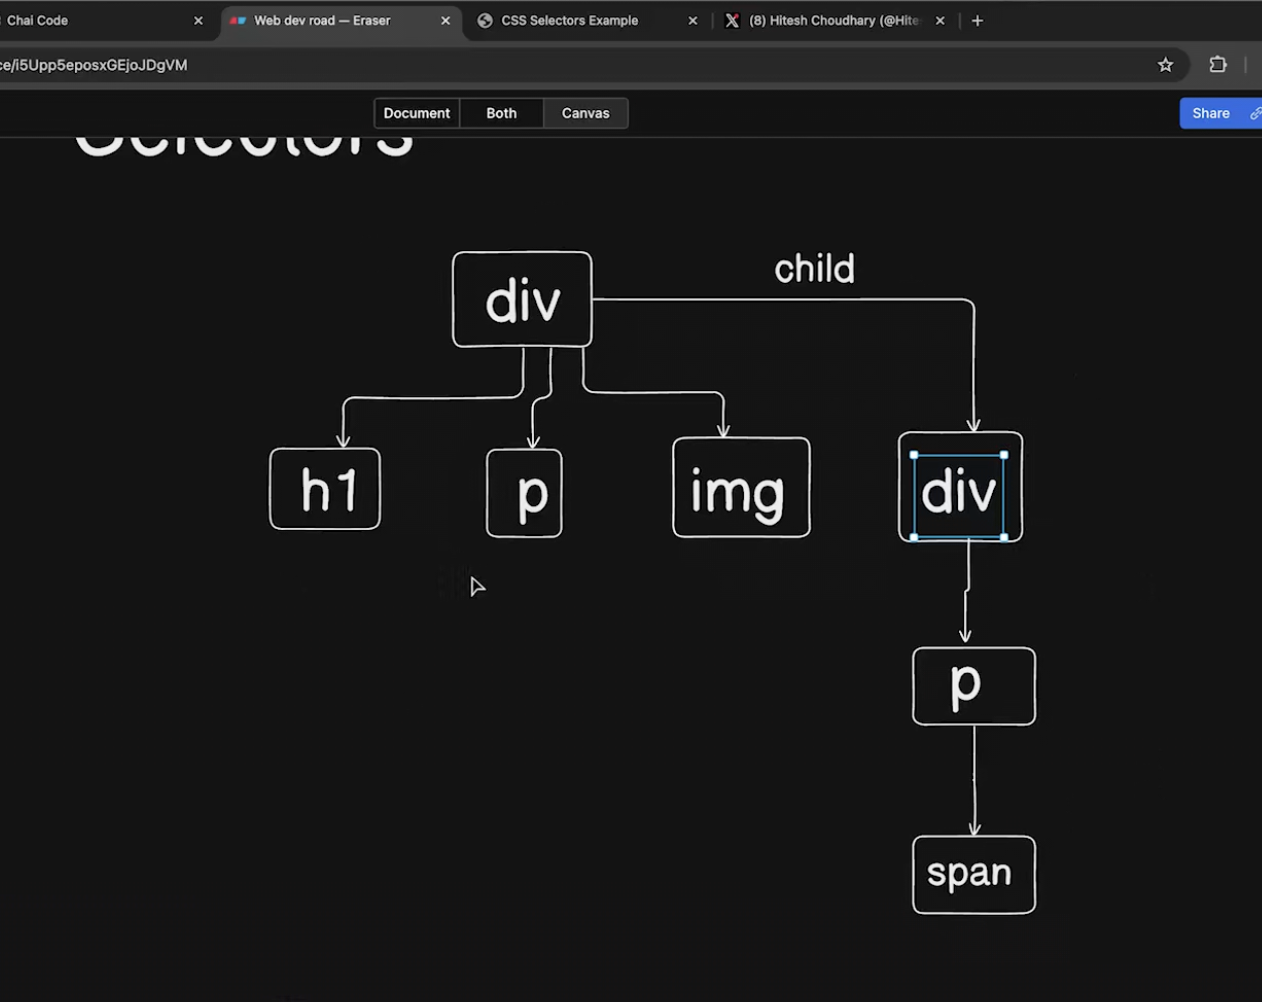 Chai Code
Web dev road — Eraser
CSS Selectors Example
(8) Hitesh Choudhary (@Hite
ce/i5Upp5eposxGEjoJDgVM
Document
Both
Canvas
Share
Selectors
child
div
h1
p
img
div
p
span